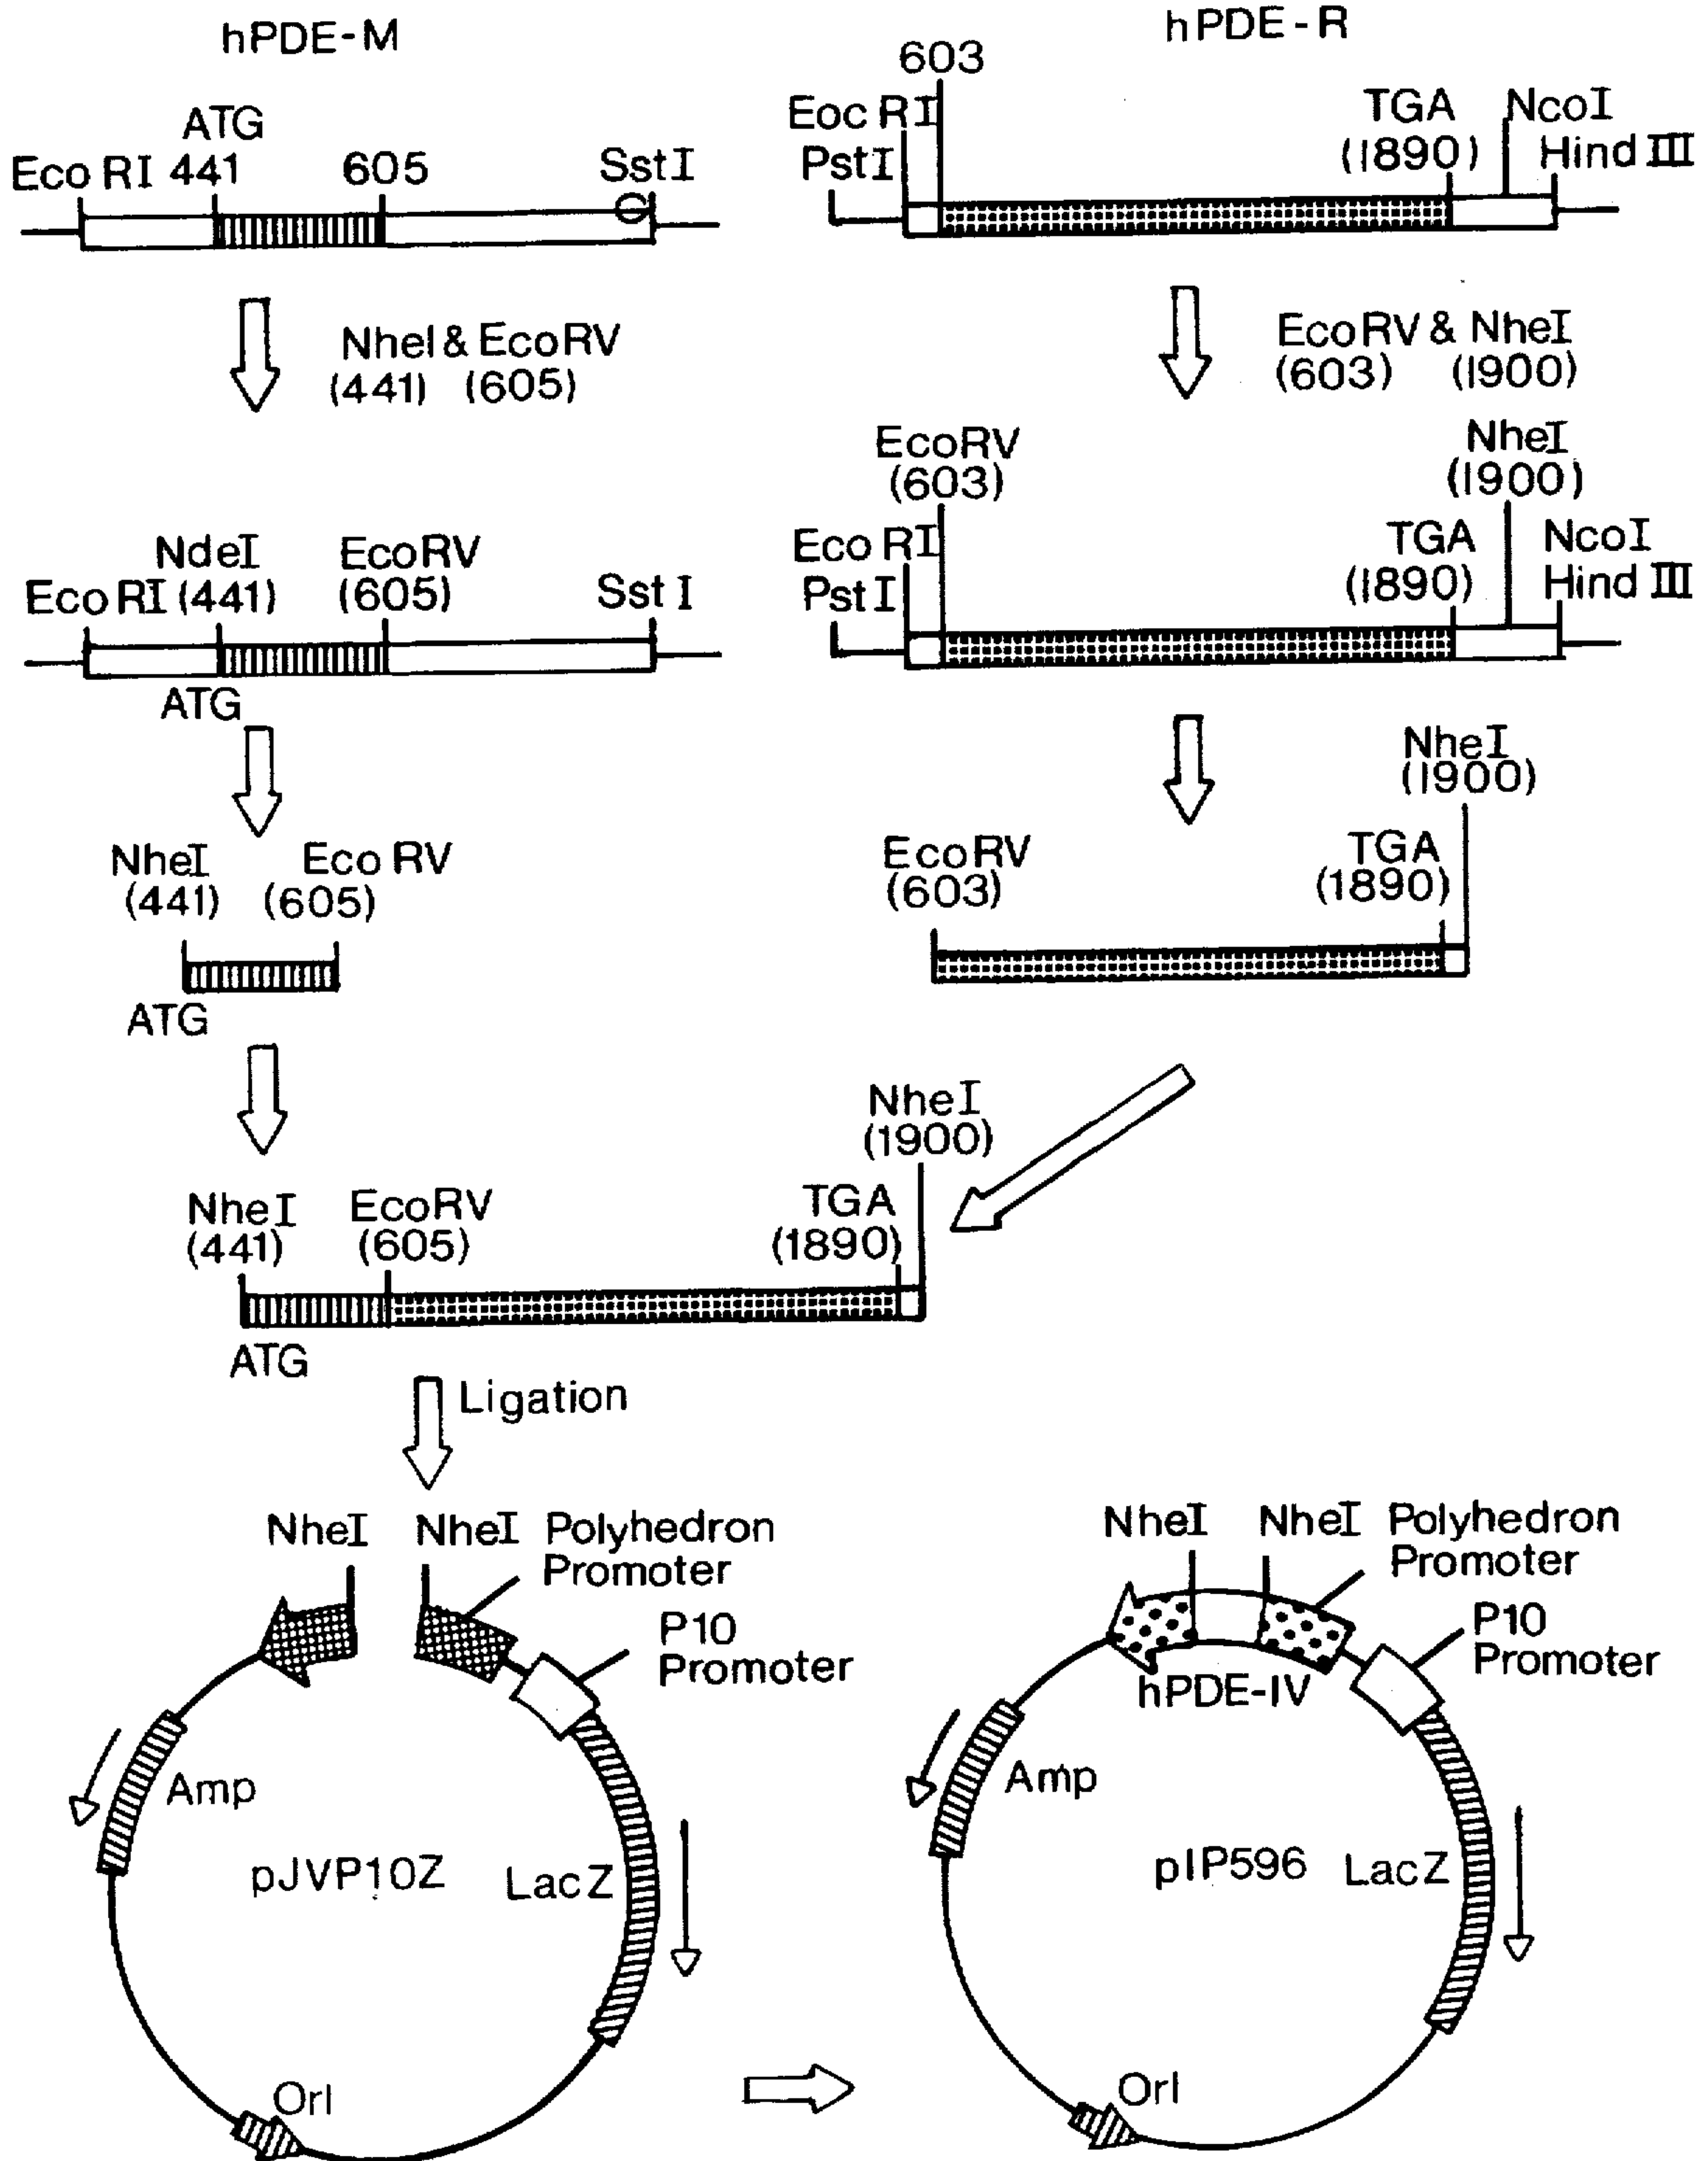 hPDE-M
hPDE-R
ATG
Eco RI 441 605 SstI
603
Eoc RI
PstI
TGA NcoI
(1890) Hind III
NheI & EcoRV
(441) (605)
EcoRV & NheI
(603) (1900)
NdeI EcoRV
Eco RI (441) (605) Sst I
ATG
EcoRV
(603)
NheI
(1900)
Eco RI
PstI
TGA NcoI
(1890) Hind III
NheI Eco RV
(441) (605)
ATG
NheI
(1900)
EcoRV TGA
(603) (1890)
NheI
(1900)
NheI EcoRV TGA
(441) (605) (1890)
ATG
Ligation
NheI NheI Polyhedron
Promoter
P10
Promoter
Amp
pJVP10Z LacZ
OrI
NheI NheI Polyhedron
Promoter
P10
Promoter
hPDE-IV
Amp
pIP596 LacZ
OrI